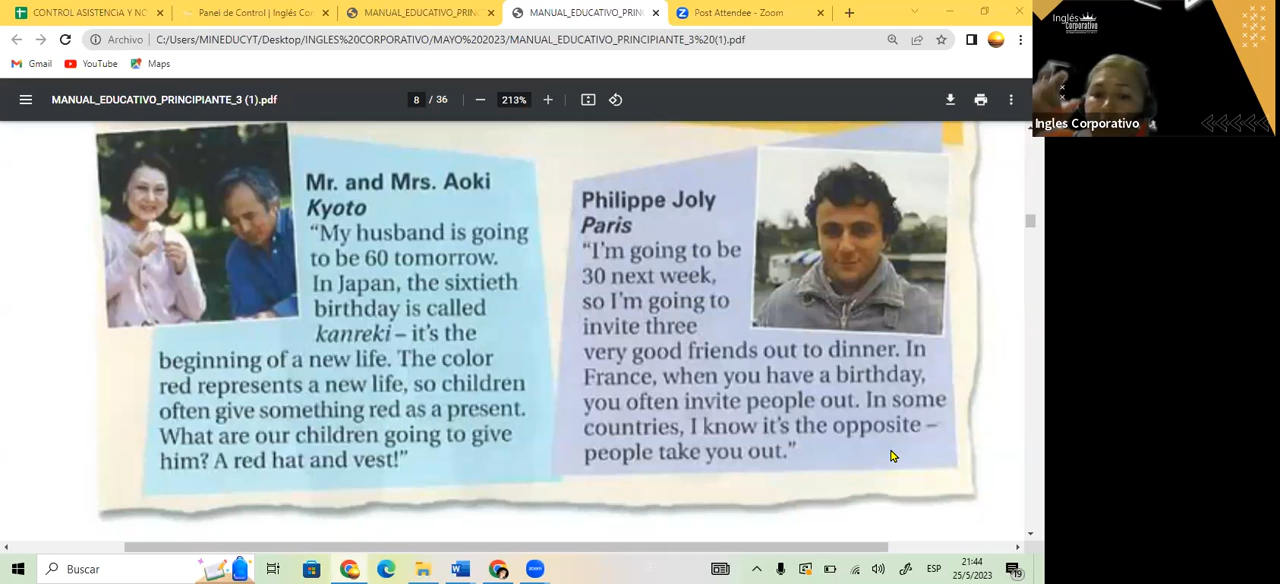 CONTROL ASISTENCIA Y NO
Panel de Control | Inglés Co
MANUAL_EDUCATIVO_PRIN
MANUAL_EDUCATIVO_PRIN
Post Attendee - Zoom
Archivo
C:/Users/MINEDUCYT/Desktop/INGLES%20CORPORATIVO/MAYO%202023/MANUAL_EDUCATIVO_PRINCIPIANTE_3%20(1).pdf
Gmail
YouTube
Maps
MANUAL_EDUCATIVO_PRINCIPIANTE_3 (1).pdf
8 / 36
213%
Inglés
Corporativo
Ingles Corporativo
Mr. and Mrs. Aoki
Kyoto
“My husband is going
to be 60 tomorrow.
In Japan, the sixtieth
birthday is called
kanreki – it's the
beginning of a new life. The color
red represents a new life, so children
often give something red as a present.
What are our children going to give
him? A red hat and vest!”
Philippe Joly
Paris
“I'm going to be
30 next week,
so I'm going to
invite three
very good friends out to dinner. In
France, when you have a birthday,
you often invite people out. In some
countries, I know it's the opposite –
people take you out.”
Buscar
zoom
ESP
21:44
25/5/2023
19